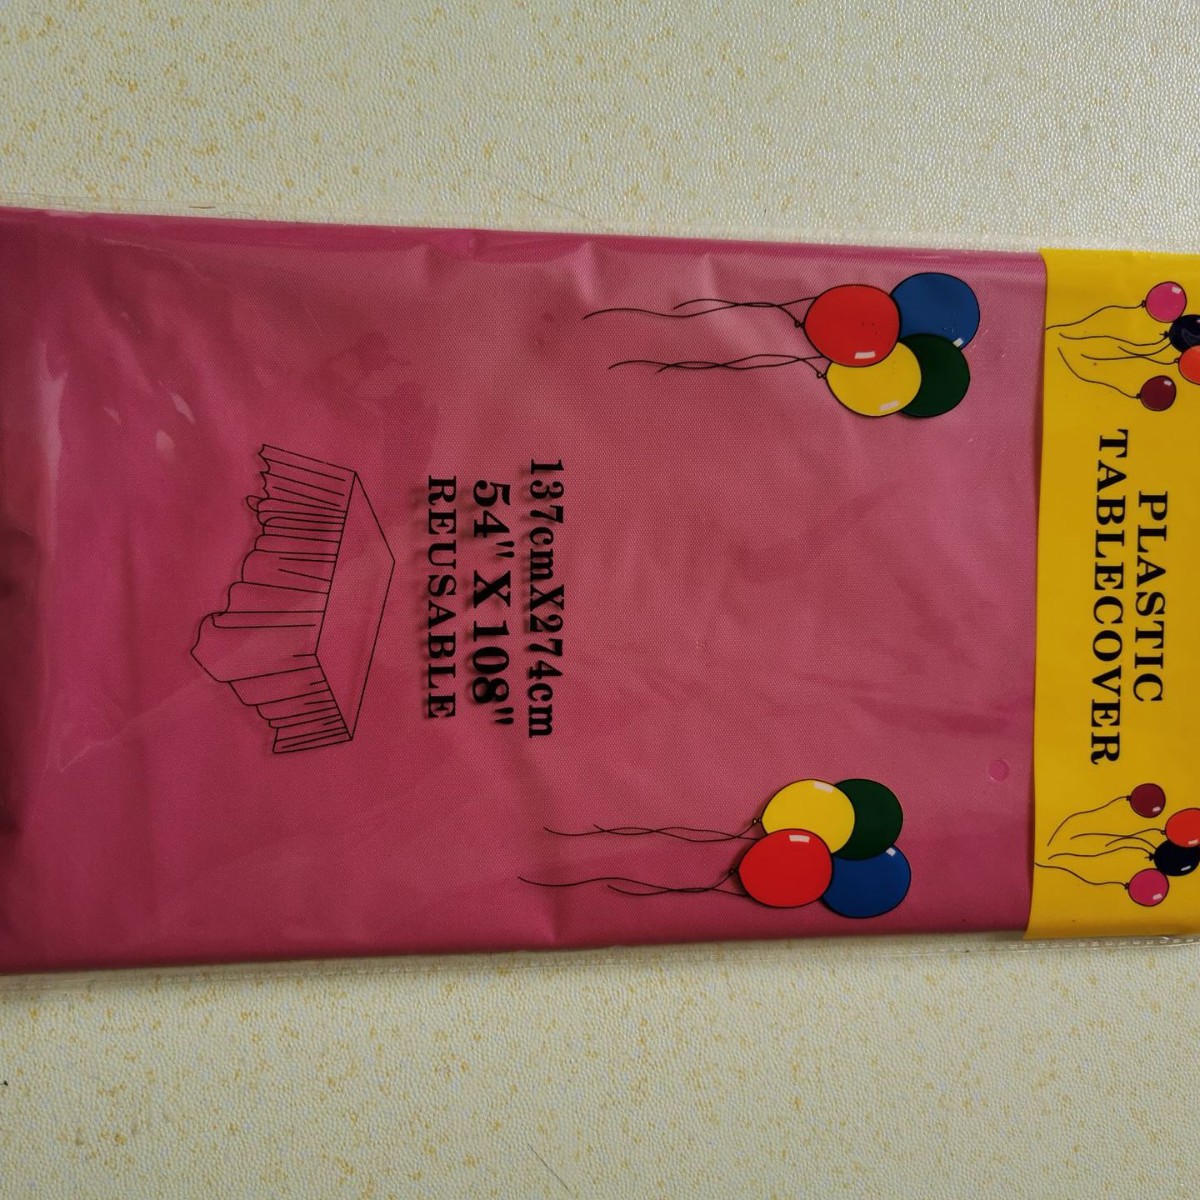 PLASTIC
TABLECOVER
137cmX274cm
54" X 108"
REUSABLE